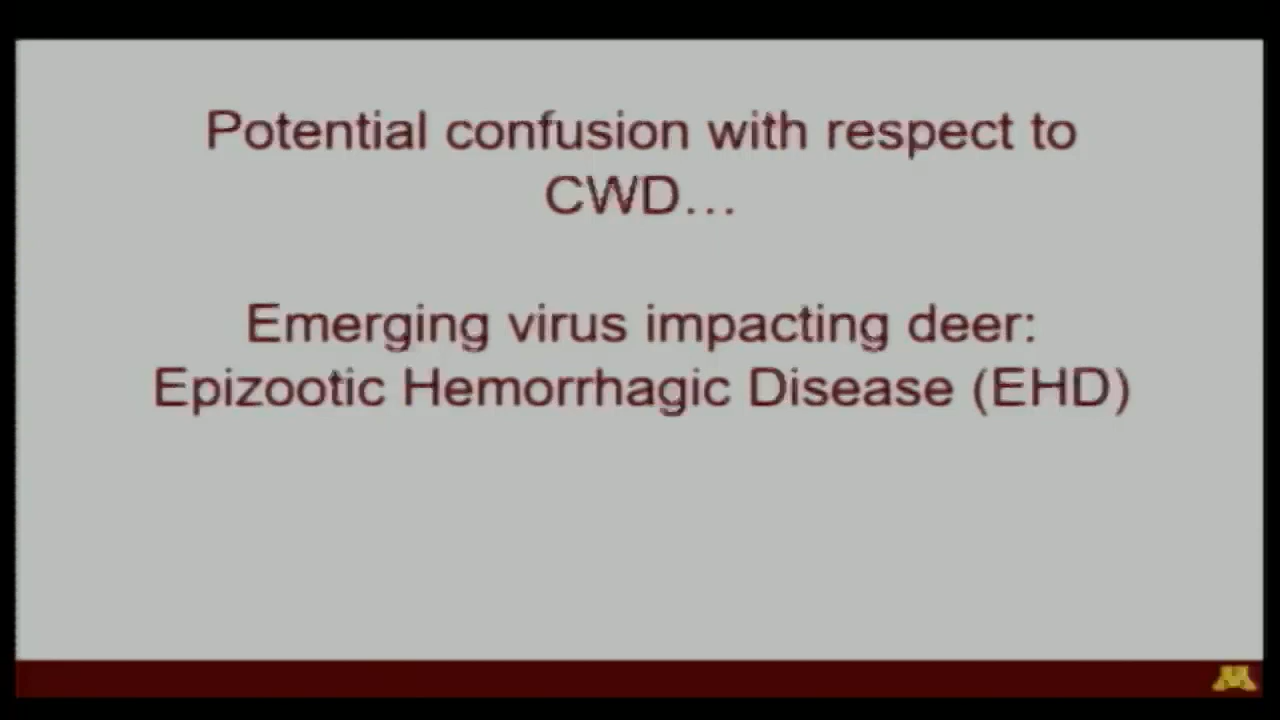 Potential confusion with respect to
CWD...
Emerging virus impacting deer:
Epizootic Hemorrhagic Disease (EHD)